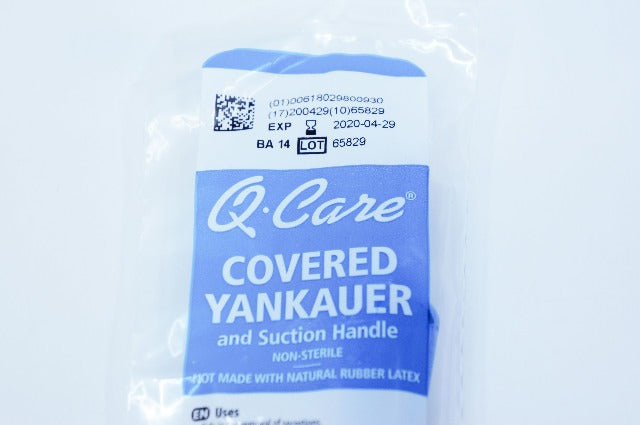 (01)00618029800930
(17)200429(10)65829
EXP 2020-04-29
BA 14 LOT 65829
Q·Care®
COVERED
YANKAUER
and Suction Handle
NON-STERILE
NOT MADE WITH NATURAL RUBBER LATEX
EN Uses